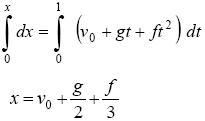 ∫₀ˣ dx = ∫₀¹ (v₀ + gt + ft²) dt
x = v₀ + g/2 + f/3